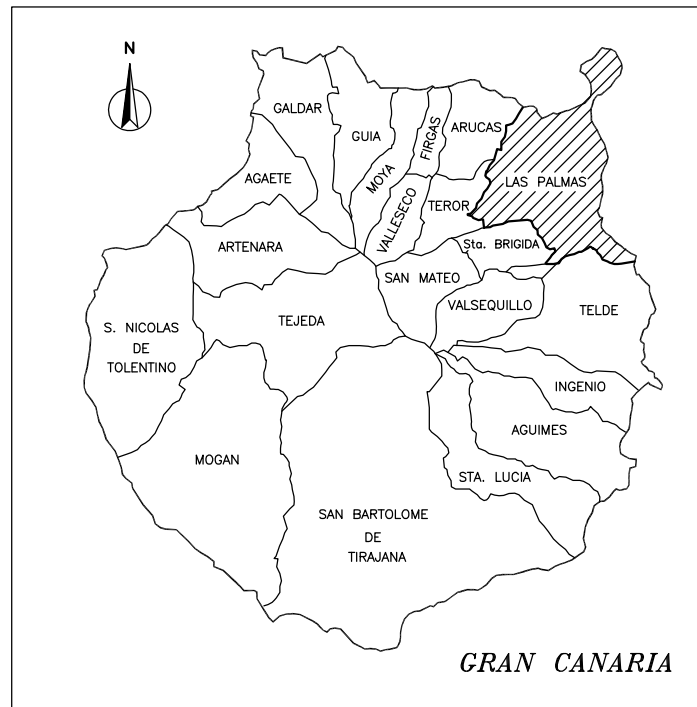 N
GALDAR
GUIA
MOYA
FIRGAS
ARUCAS
LAS PALMAS
AGAETE
VALLESECO
TEROR
ARTENARA
Sta. BRIGIDA
SAN MATEO
VALSEQUILLO
TELDE
TEJEDA
S. NICOLAS
DE
TOLENTINO
INGENIO
AGUIMES
MOGAN
STA. LUCIA
SAN BARTOLOME
DE
TIRAJANA
GRAN CANARIA